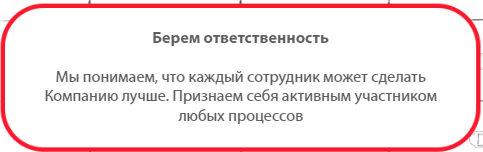 Берем ответственность
Мы понимаем, что каждый сотрудник может сделать
Компанию лучше. Признаем себя активным участником
любых процессов